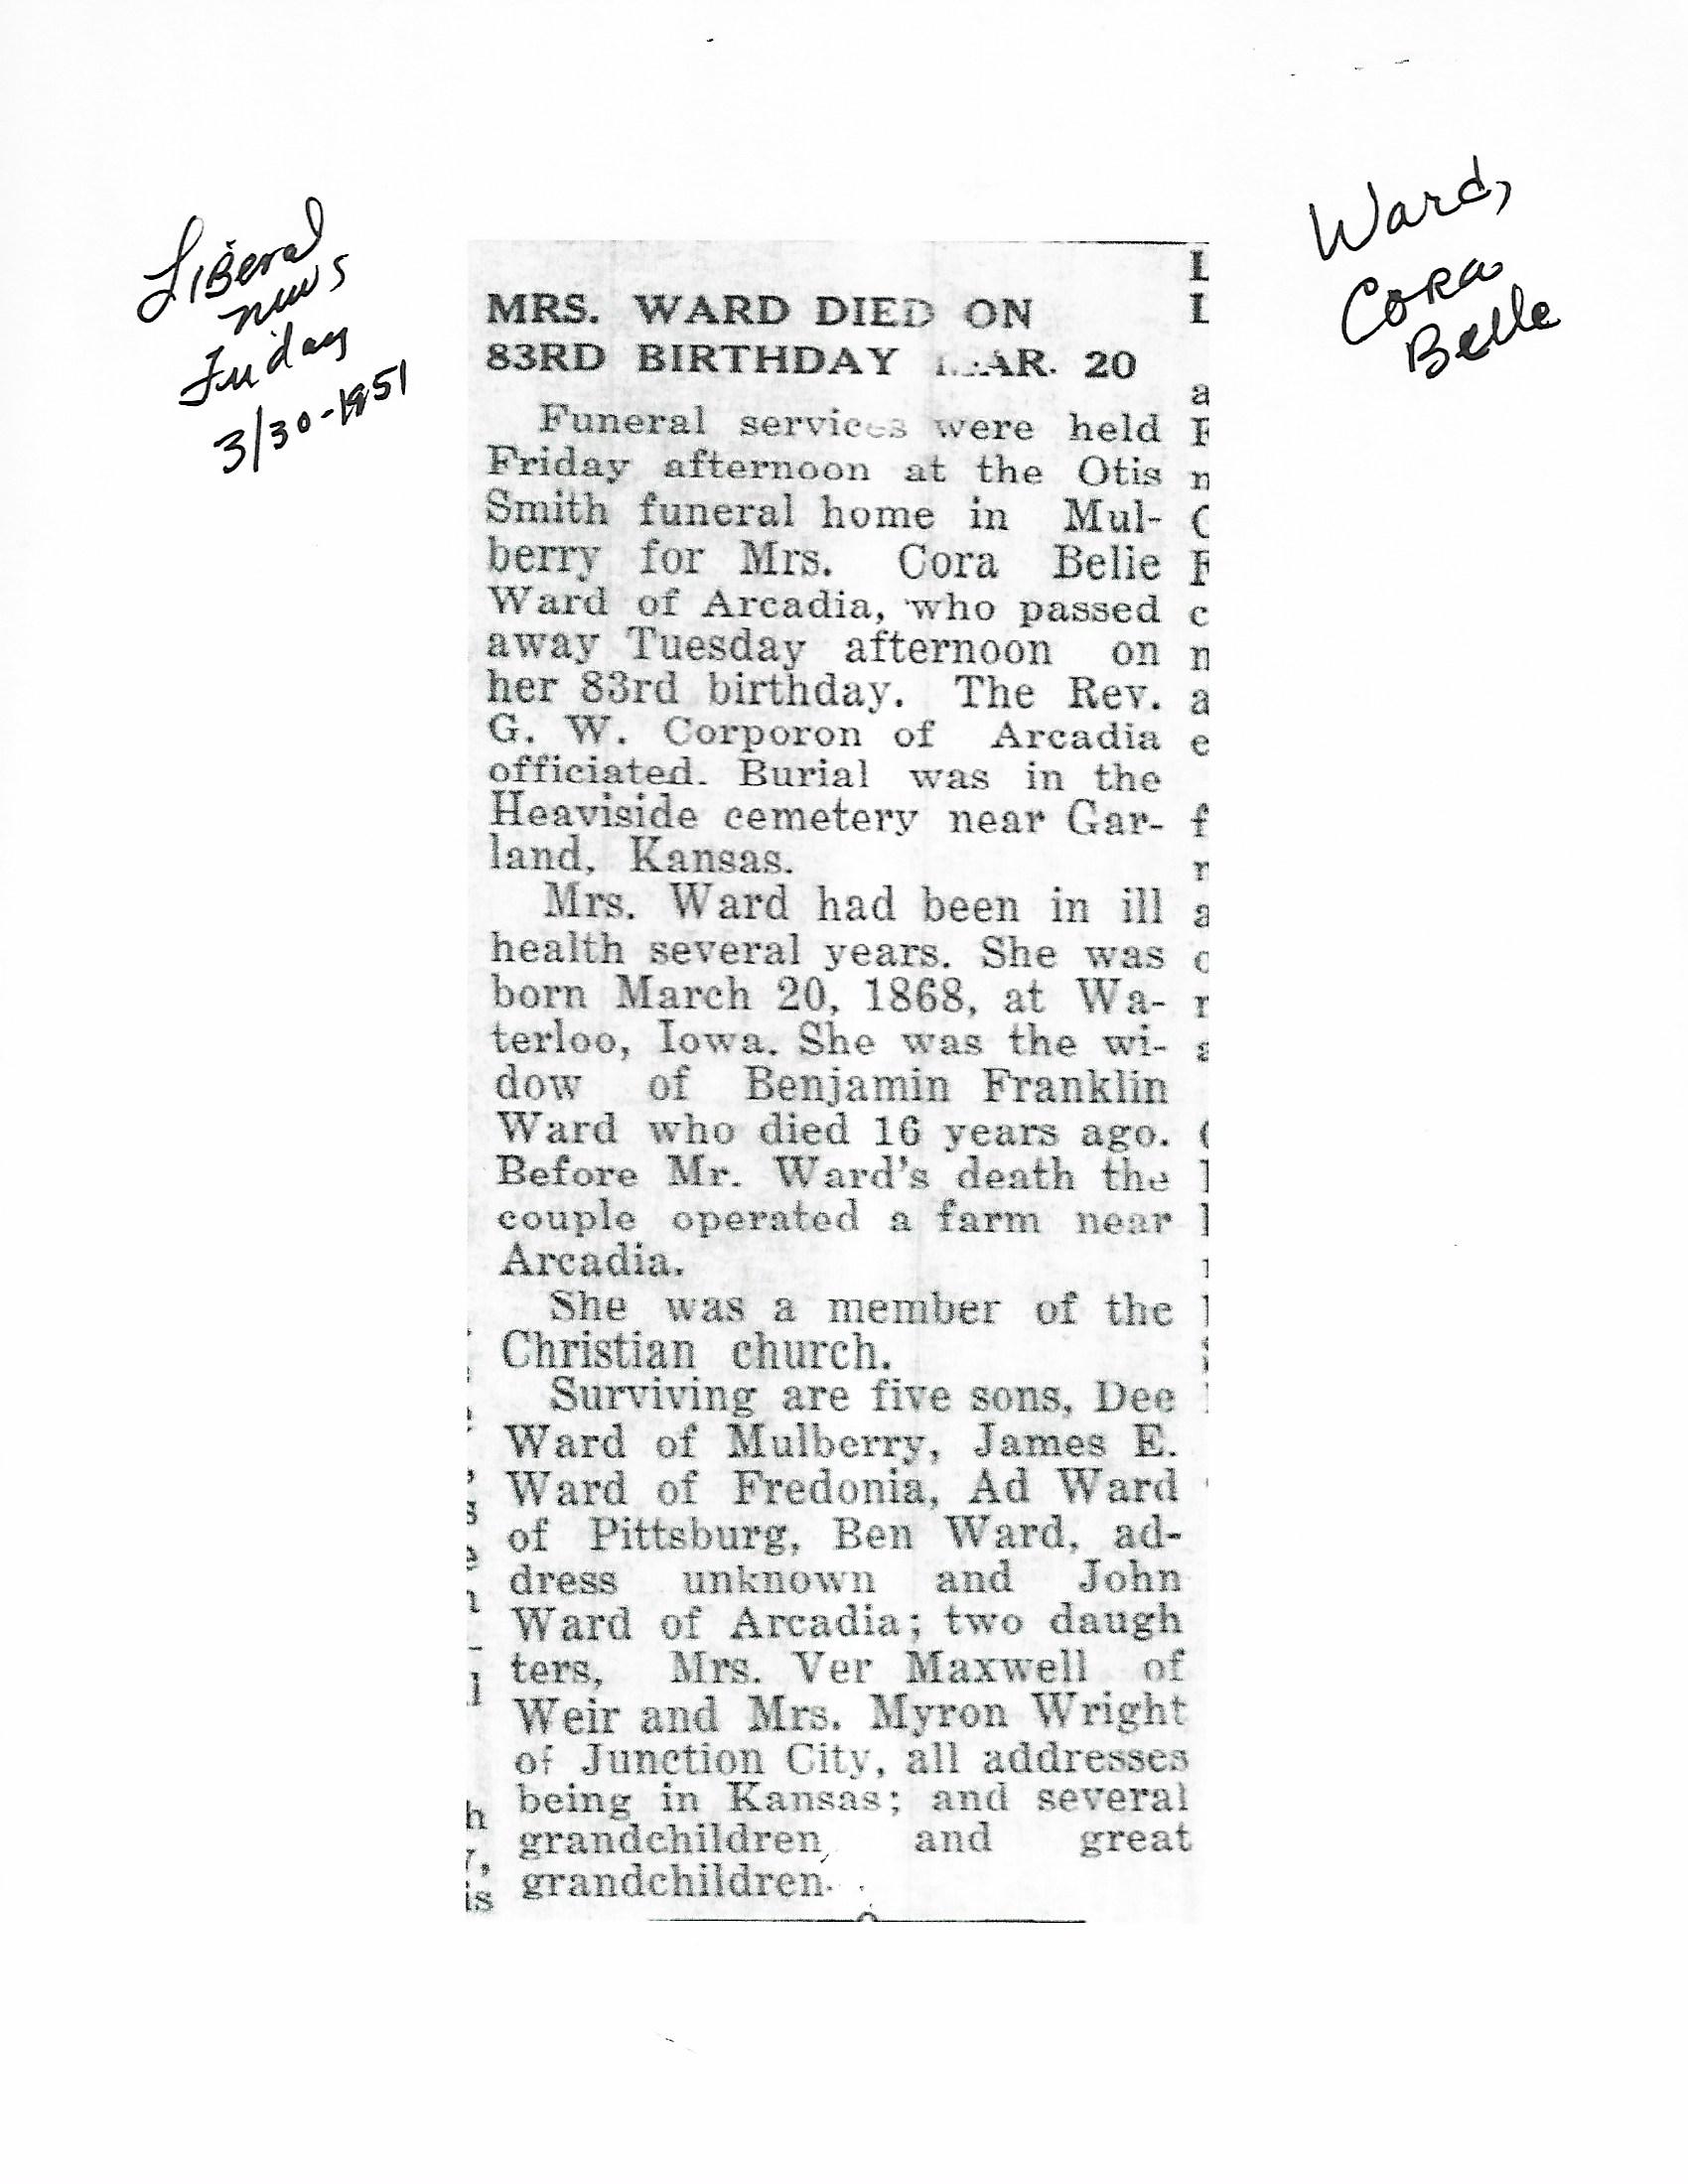 Liberal
news
Friday
3/30-1951
Ward,
Cora
Belle
MRS. WARD DIED ON
83RD BIRTHDAY MAR. 20
Funeral services were held
Friday afternoon at the Otis
Smith funeral home in Mul-
berry for Mrs. Cora Belie
Ward of Arcadia, who passed
away Tuesday afternoon on
her 83rd birthday. The Rev.
G. W. Corporon of Arcadia
officiated. Burial was in the
Heaviside cemetery near Gar-
land, Kansas.
Mrs. Ward had been in ill
health several years. She was
born March 20, 1868, at Wa-
terloo, Iowa. She was the wi-
dow of Benjamin Franklin
Ward who died 16 years ago.
Before Mr. Ward's death the
couple operated a farm near
Arcadia.
She was a member of the
Christian church.
Surviving are five sons, Dee
Ward of Mulberry, James E.
Ward of Fredonia, Ad Ward
of Pittsburg, Ben Ward, ad-
dress unknown and John
Ward of Arcadia; two daugh
ters, Mrs. Ver Maxwell of
Weir and Mrs. Myron Wright
of Junction City, all addresses
being in Kansas; and several
grandchildren and great
grandchildren.